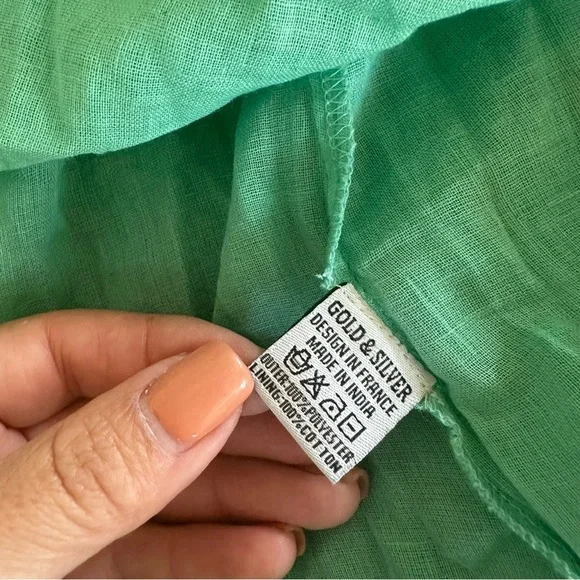 GOLD & SILVER
DESIGN IN FRANCE
MADE IN INDIA
OUTER:100%POLYESTER
LINING:100%COTTON